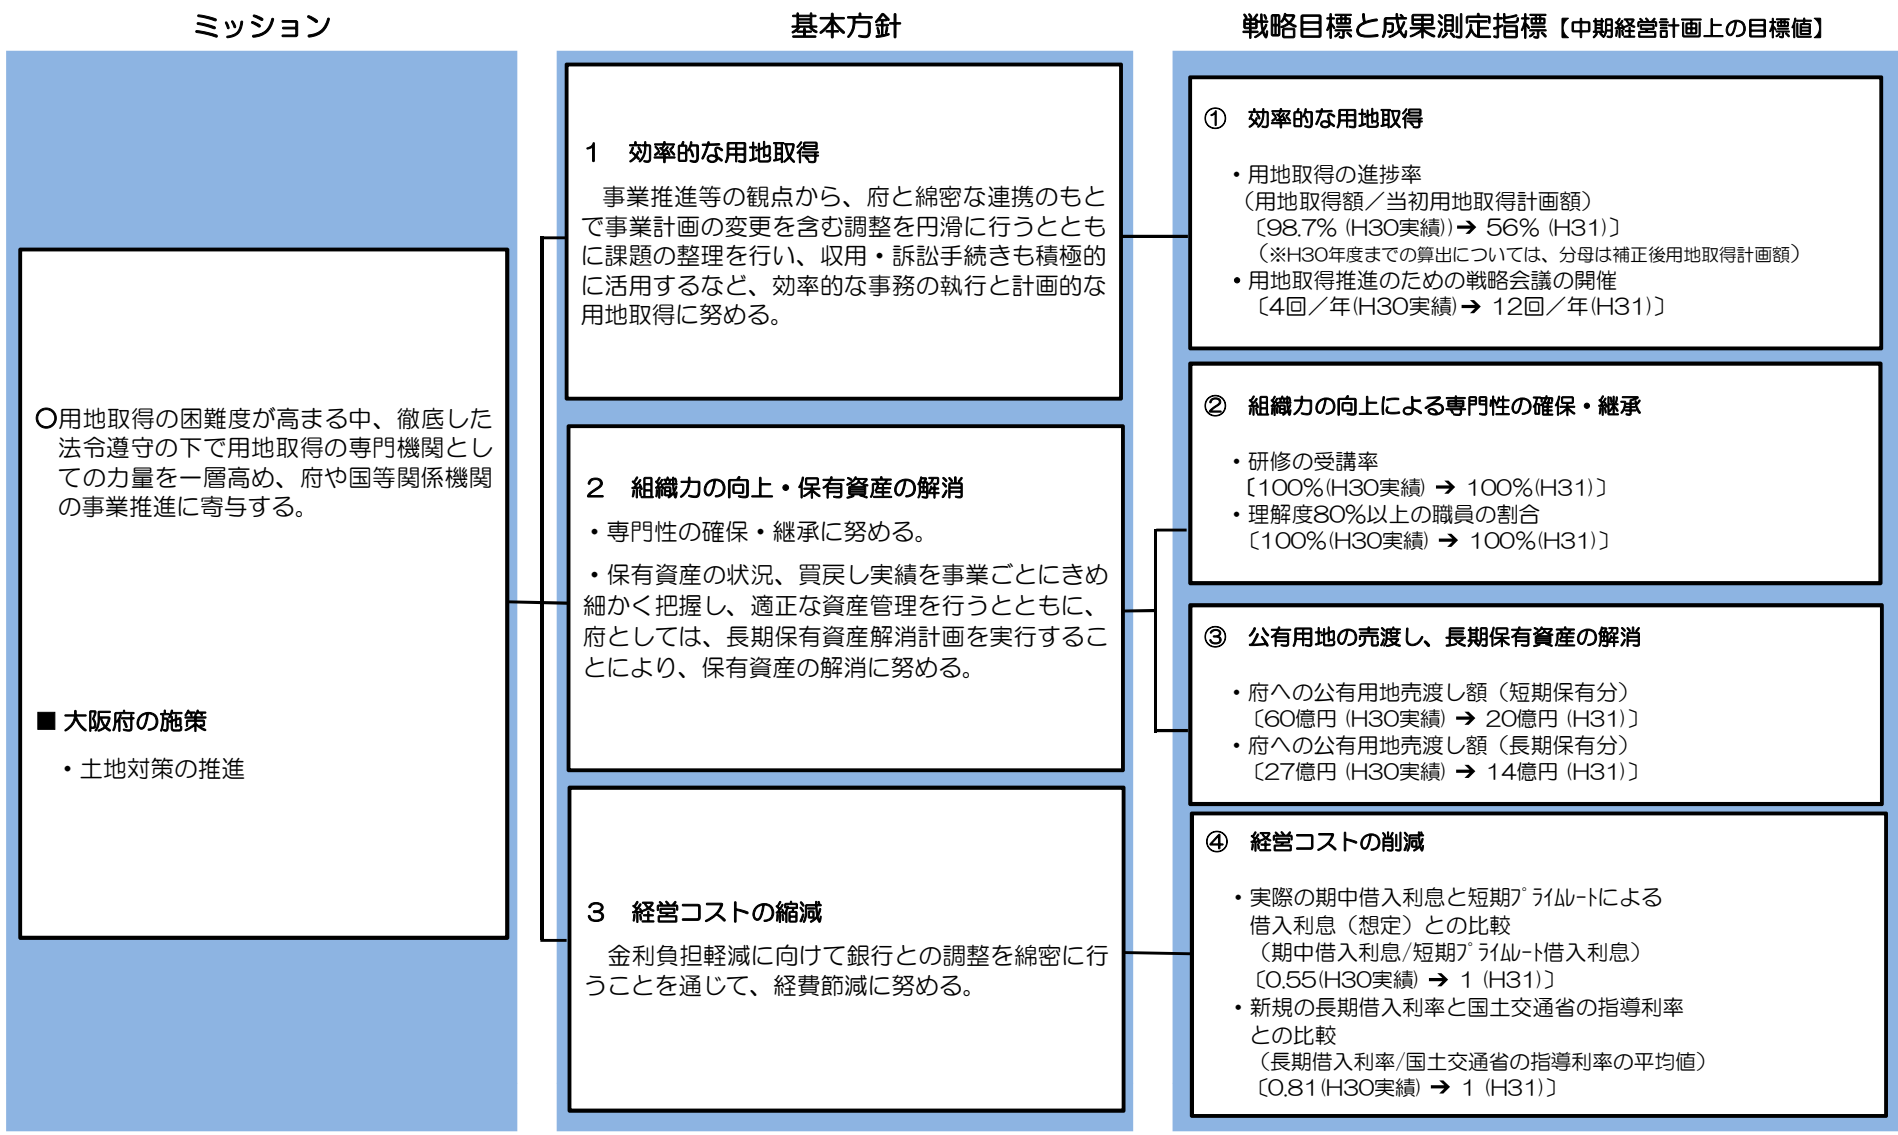 ミッション
〇用地取得の困難度が高まる中、徹底した
法令遵守の下で用地取得の専門機関とし
ての力量を一層高め、府や国等関係機関
の事業推進に寄与する。
■ 大阪府の施策
・土地対策の推進
基本方針
1　効率的な用地取得
事業推進等の観点から、府と綿密な連携のもと
で事業計画の変更を含む調整を円滑に行うととも
に課題の整理を行い、収用・訴訟手続きも積極的
に活用するなど、効率的な事務の執行と計画的な
用地取得に努める。
2　組織力の向上・保有資産の解消
・専門性の確保・継承に努める。
・保有資産の状況、買戻し実績を事業ごとにきめ
細かく把握し、適正な資産管理を行うとともに、
府としては、長期保有資産解消計画を実行するこ
とにより、保有資産の解消に努める。
3　経営コストの縮減
金利負担軽減に向けて銀行との調整を綿密に行
うことを通じて、経費節減に努める。
戦略目標と成果測定指標【中期経営計画上の目標値】
①　効率的な用地取得
・用地取得の進捗率
（用地取得額／当初用地取得計画額）
〔98.7% (H30実績))➔ 56% (H31)〕
（※H30年度までの算出については、分母は補正後用地取得計画額）
・用地取得推進のための戦略会議の開催
〔4回／年(H30実績)➔ 12回／年(H31)〕
②　組織力の向上による専門性の確保・継承
・研修の受講率
〔100%(H30実績) ➔ 100%(H31)〕
・理解度80%以上の職員の割合
〔100%(H30実績) ➔ 100%(H31)〕
③　公有用地の売渡し、長期保有資産の解消
・府への公有用地売渡し額（短期保有分）
〔60億円 (H30実績) ➔ 20億円 (H31)〕
・府への公有用地売渡し額（長期保有分）
〔27億円 (H30実績) ➔ 14億円 (H31)〕
④　経営コストの削減
・実際の期中借入利息と短期ﾌﾟﾗｲﾑﾚｰﾄによる
借入利息（想定）との比較
（期中借入利息/短期ﾌﾟﾗｲﾑﾚｰﾄ借入利息）
〔0.55(H30実績) ➔ 1 (H31)〕
・新規の長期借入利率と国土交通省の指導利率
との比較
（長期借入利率/国土交通省の指導利率の平均値）
〔0.81(H30実績) ➔ 1 (H31)〕